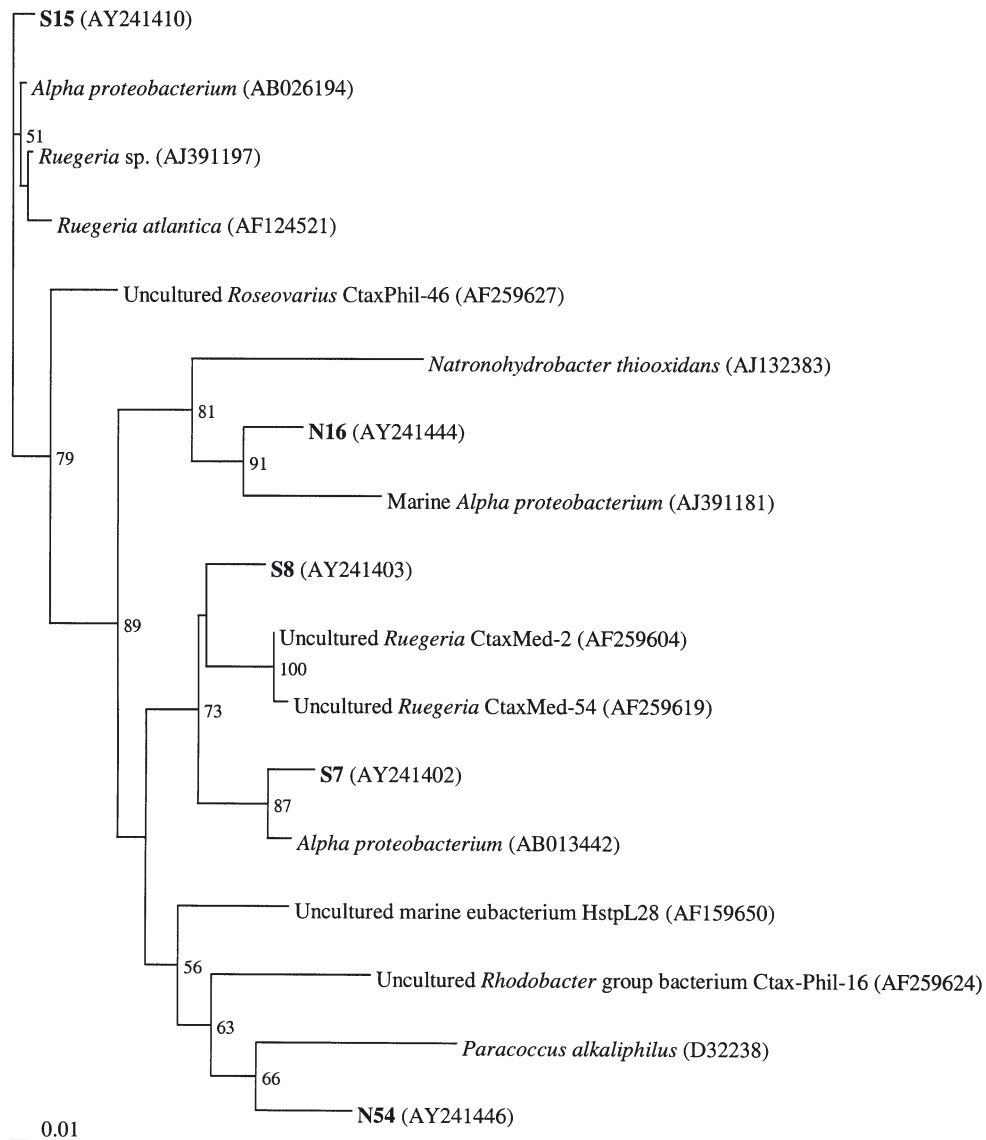 S15 (AY241410)
Alpha proteobacterium (AB026194)
51
Ruegeria sp. (AJ391197)
Ruegeria atlantica (AF124521)
Uncultured Roseovarius CtaxPhil-46 (AF259627)
Natronohydrobacter thiooxidans (AJ132383)
81
N16 (AY241444)
79
91
Marine Alpha proteobacterium (AJ391181)
S8 (AY241403)
89
Uncultured Ruegeria CtaxMed-2 (AF259604)
100
Uncultured Ruegeria CtaxMed-54 (AF259619)
73
S7 (AY241402)
87
Alpha proteobacterium (AB013442)
Uncultured marine eubacterium HstpL28 (AF159650)
56
Uncultured Rhodobacter group bacterium Ctax-Phil-16 (AF259624)
63
Paracoccus alkaliphilus (D32238)
66
N54 (AY241446)
0.01